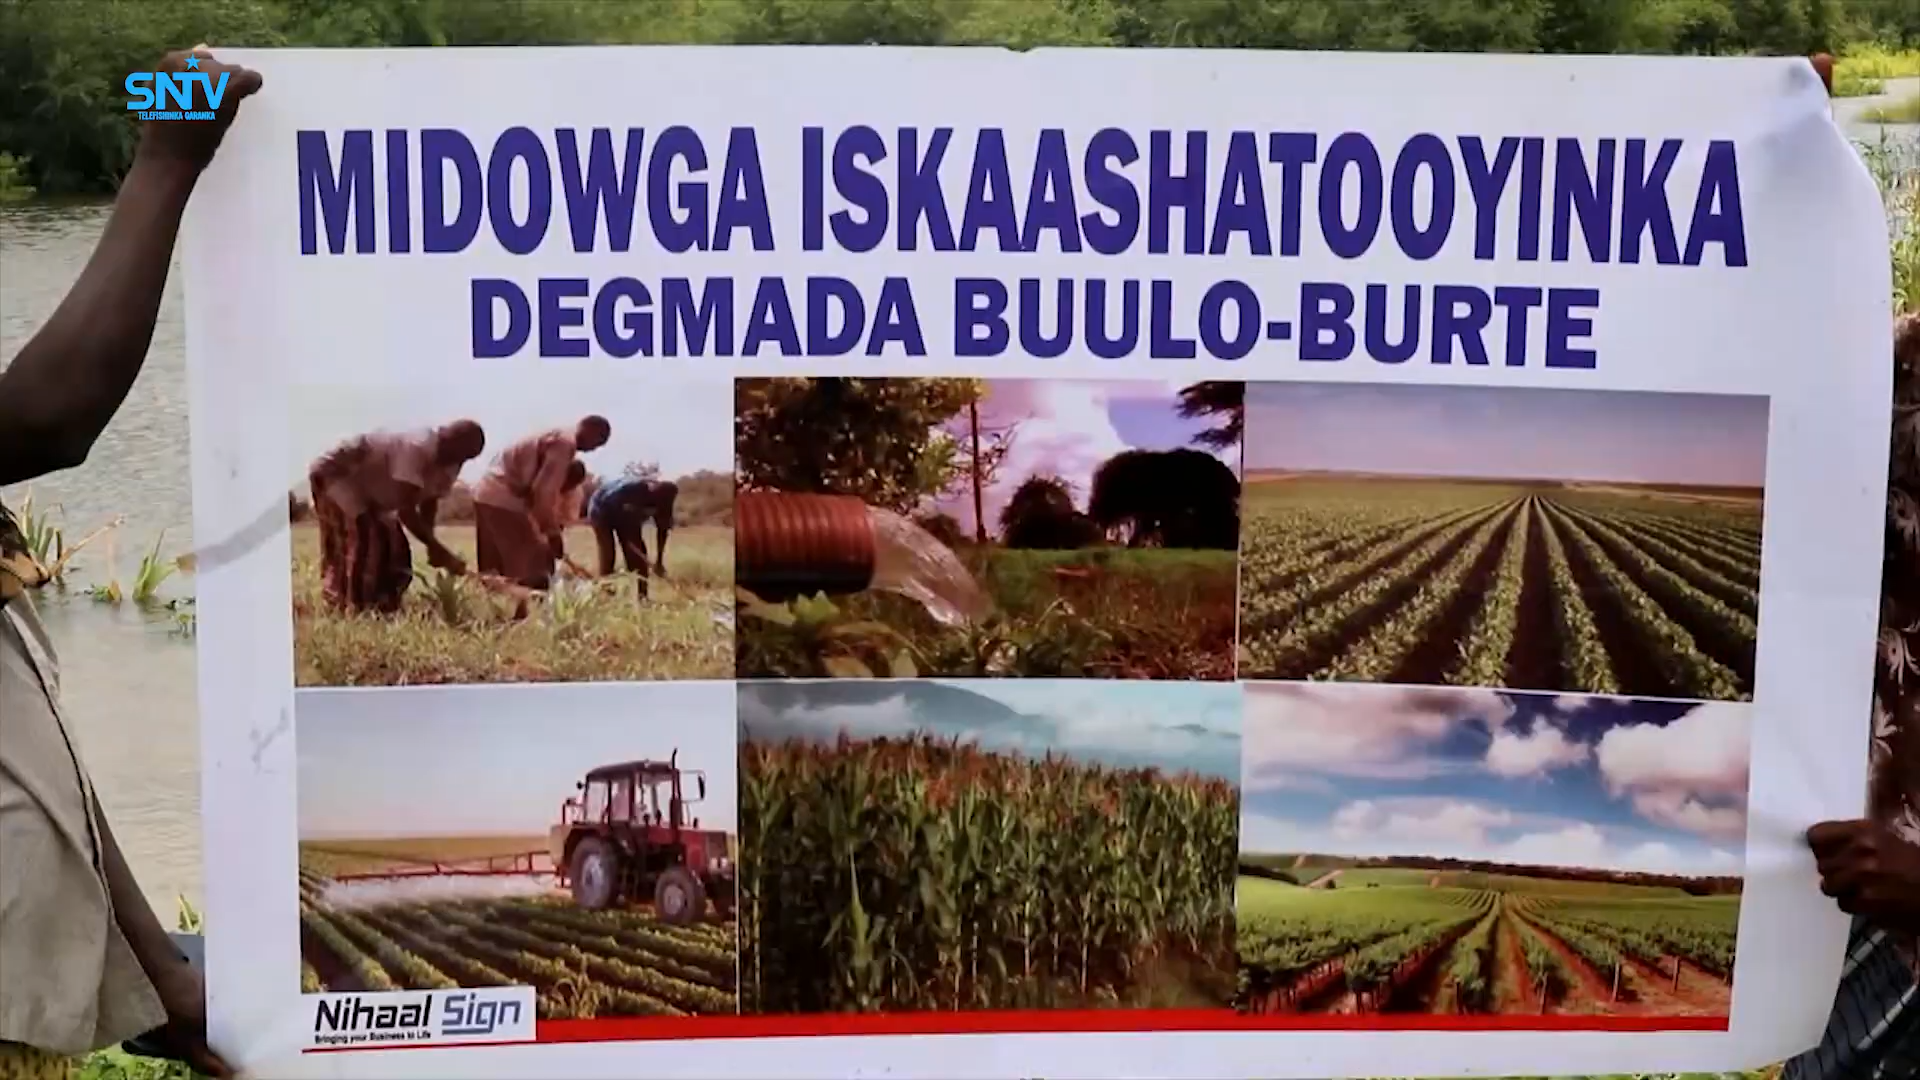 SNTV
TELEFISHINKA QARANKA
MIDOWGA ISKAASHATOOYINKA
DEGMADA BUULO-BURTE
Nihaal Sign
Bringing your Business to Life